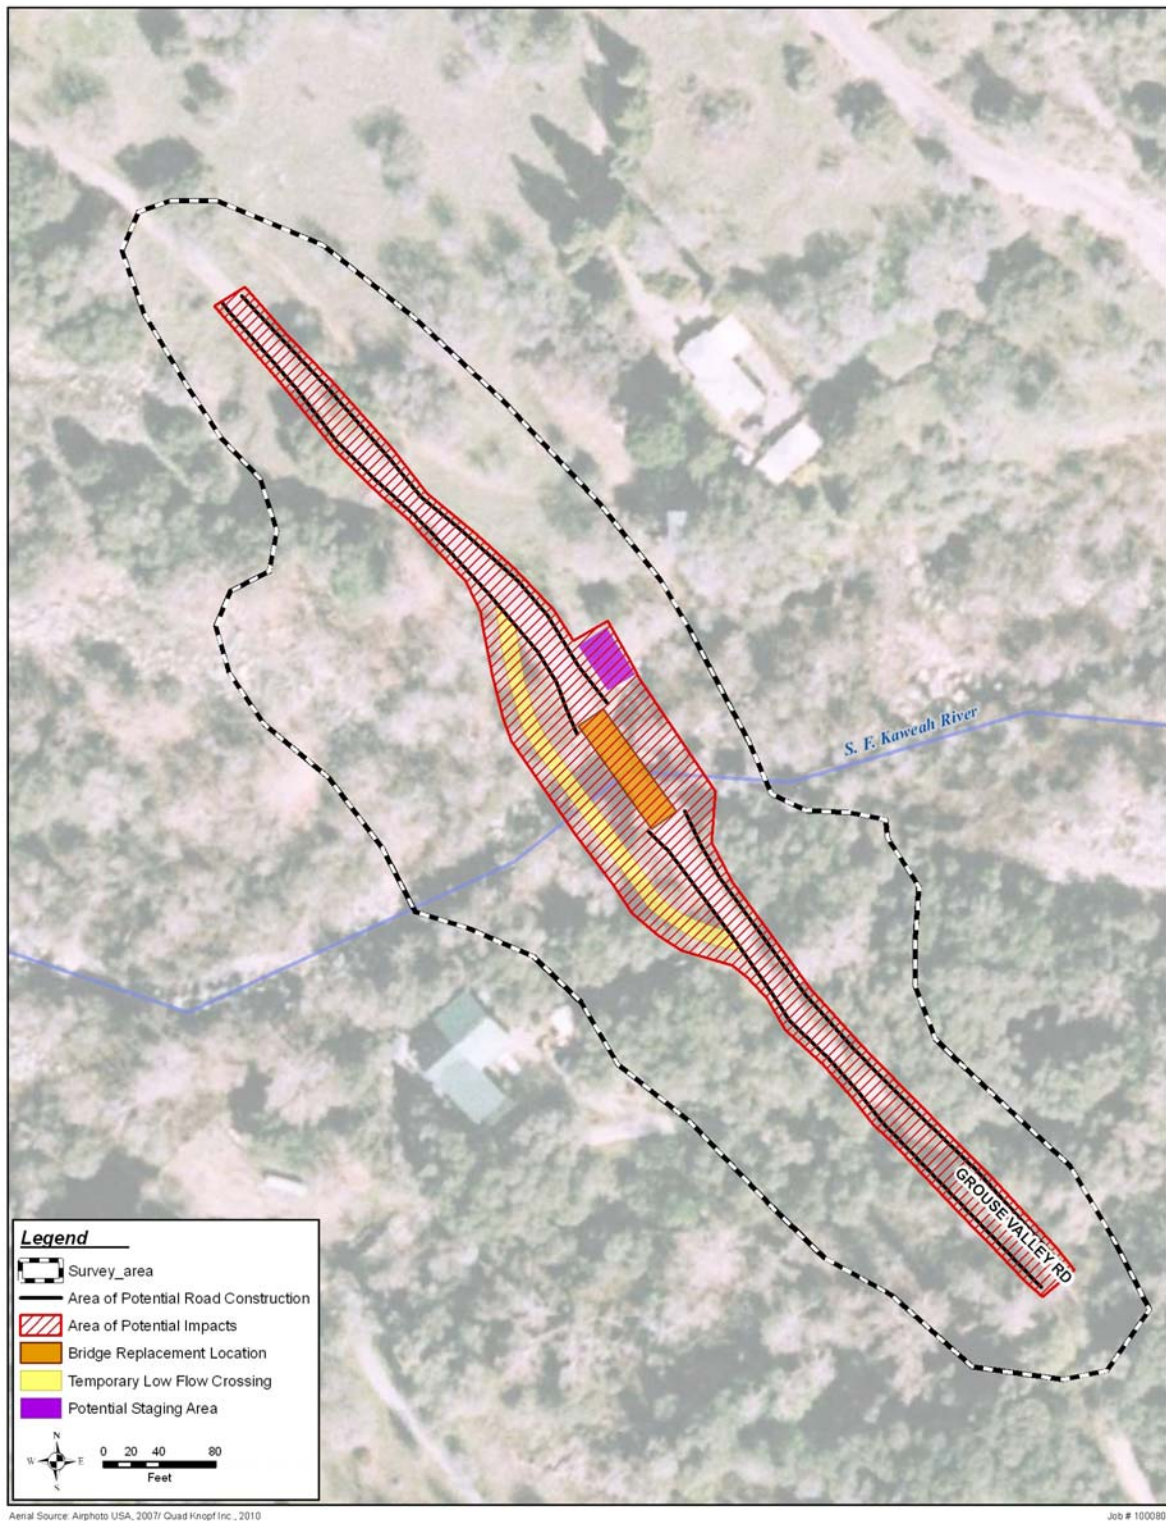 S. F. Kaweah River
GROUSE VALLEY RD
Legend
Survey_area
Area of Potential Road Construction
Area of Potential Impacts
Bridge Replacement Location
Temporary Low Flow Crossing
Potential Staging Area
N
W E
S
0 20 40 80
Feet
Aerial Source: Airphoto USA, 2007/ Quad Knopf Inc., 2010
Job # 100080